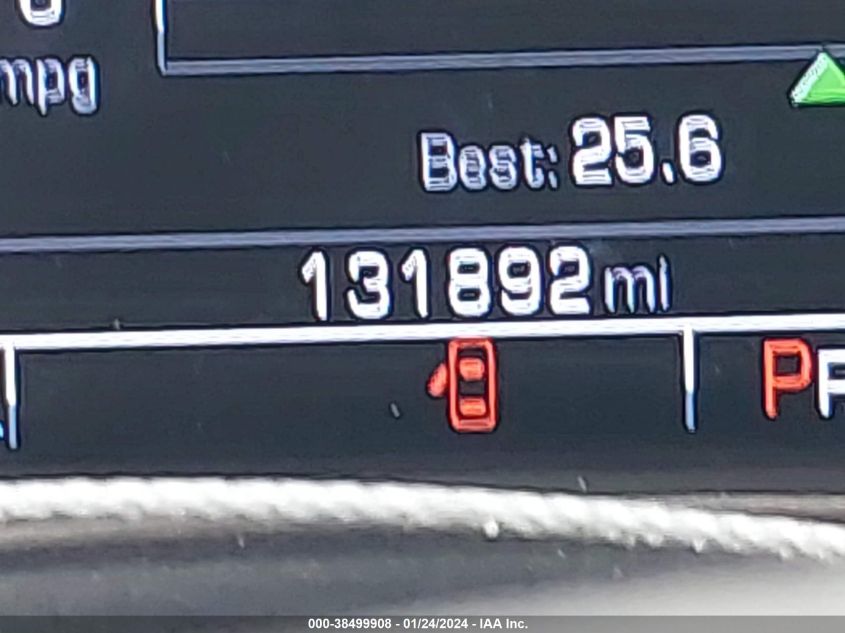 mpg
Best: 25.6
131892 mi
P
000-38499908 - 01/24/2024 - IAA Inc.